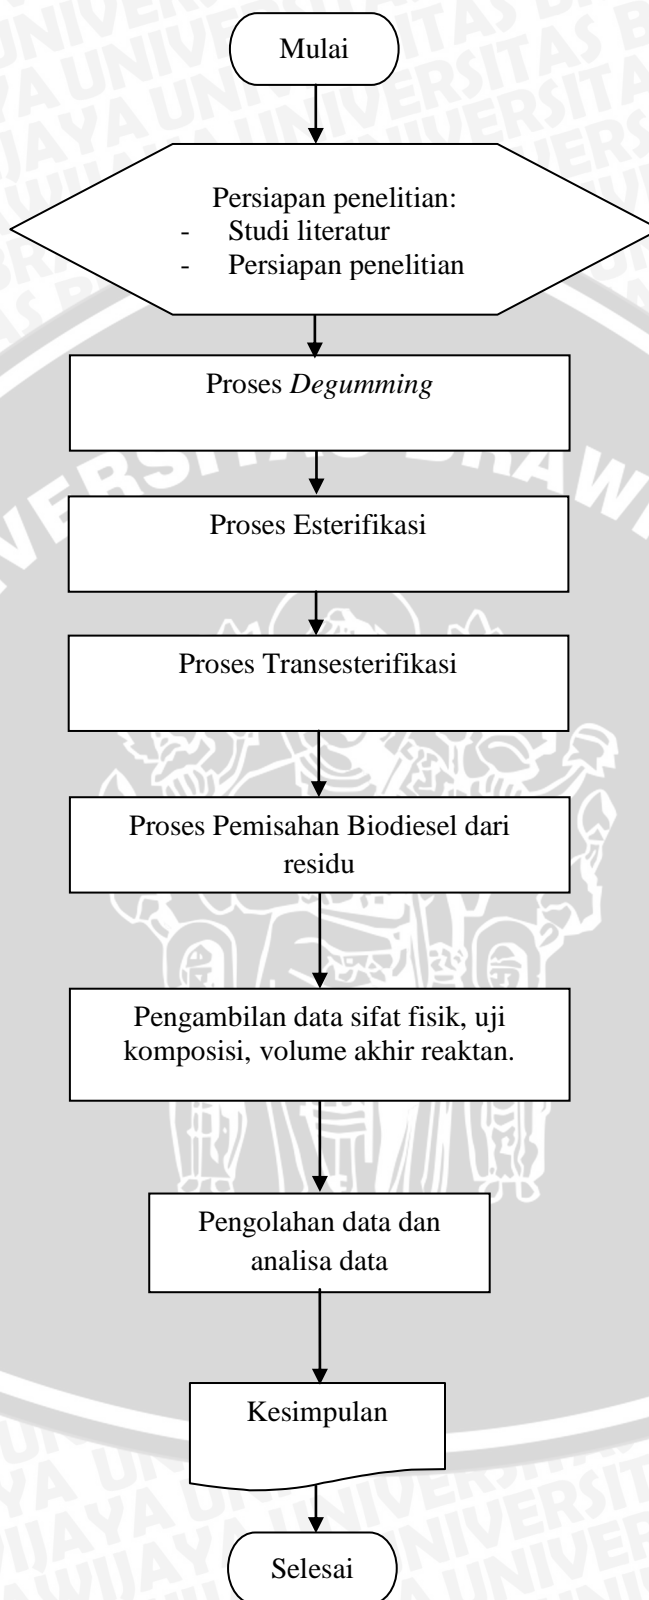 Mulai
Persiapan penelitian:
- Studi literatur
- Persiapan penelitian
Proses Degumming
Proses Esterifikasi
Proses Transesterifikasi
Proses Pemisahan Biodiesel dari
residu
Pengambilan data sifat fisik, uji
komposisi, volume akhir reaktan.
Pengolahan data dan
analisa data
Kesimpulan
Selesai